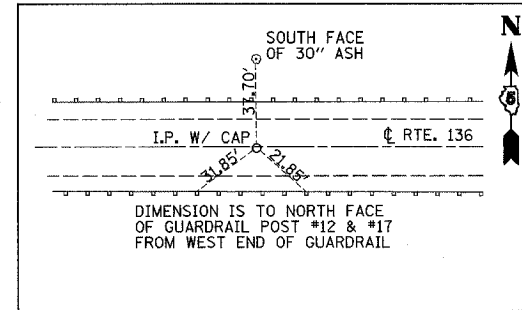 SOUTH FACE
OF 30" ASH
N
37.70'
I.P. W/ CAP
℄ RTE. 136
31.85'
21.85'
DIMENSION IS TO NORTH FACE
OF GUARDRAIL POST #12 & #17
FROM WEST END OF GUARDRAIL